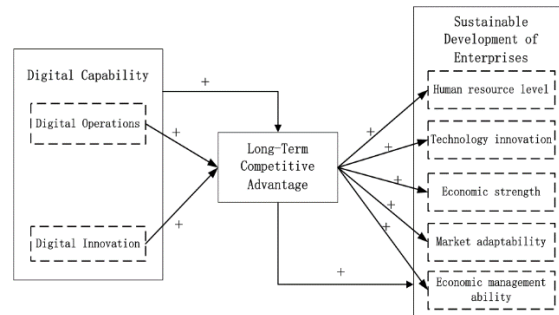 Digital Capability
Digital Operations
Digital Innovation
+
+
+
Long-Term
Competitive
Advantage
+
+
+
+
+
+
Sustainable
Development of
Enterprises
Human resource level
Technology innovation
Economic strength
Market adaptability
Economic management
ability